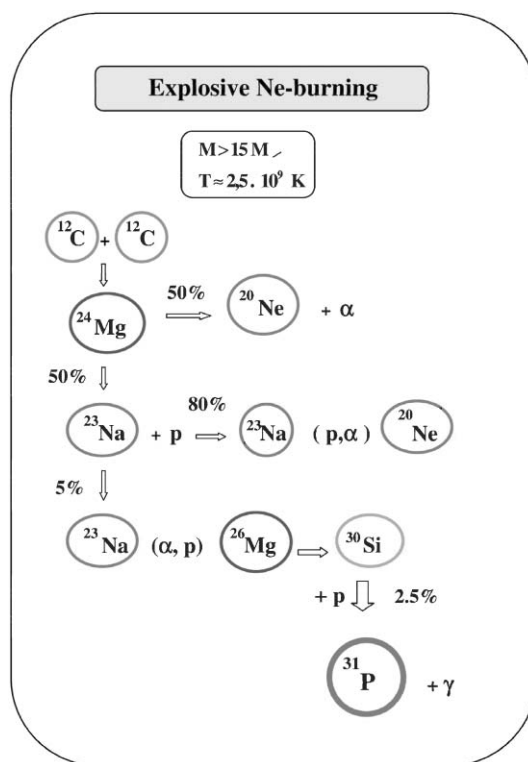 Explosive Ne-burning
M>15 M
T≈2,5. 10⁹ K
¹²C + ¹²C
50%
²⁴Mg ⇨ ²⁰Ne + α
50%
80%
²³Na + p ⇨ ²³Na ( p,α ) ²⁰Ne
5%
²³Na (α, p) ²⁶Mg ⇨ ³⁰Si
+ p 2.5%
³¹P + γ